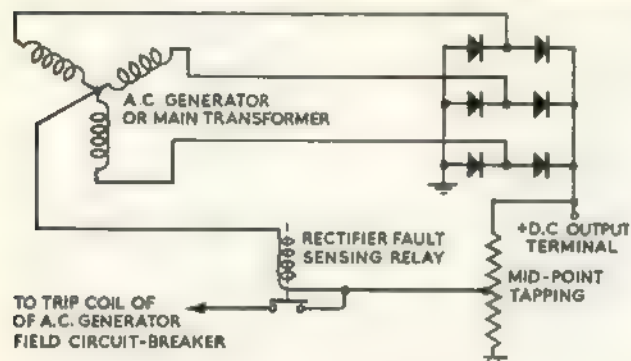 A.C. GENERATOR
OR MAIN TRANSFORMER
+D.C OUTPUT
TERMINAL
RECTIFIER FAULT
SENSING RELAY
MID-POINT
TAPPING
TO TRIP COIL OF
OF A.C. GENERATOR
FIELD CIRCUIT-BREAKER